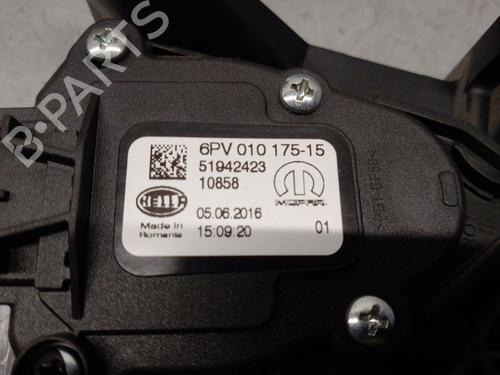 B-PARTS
6PV 010 175-15
51942423
10858
HELLA
MOPAR
Made In
Romania
05.06.2016
15:09:20
01